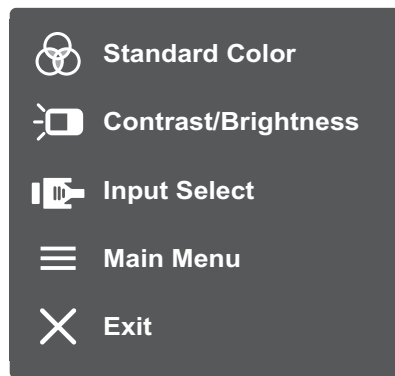 Standard Color
Contrast/Brightness
Input Select
Main Menu
Exit